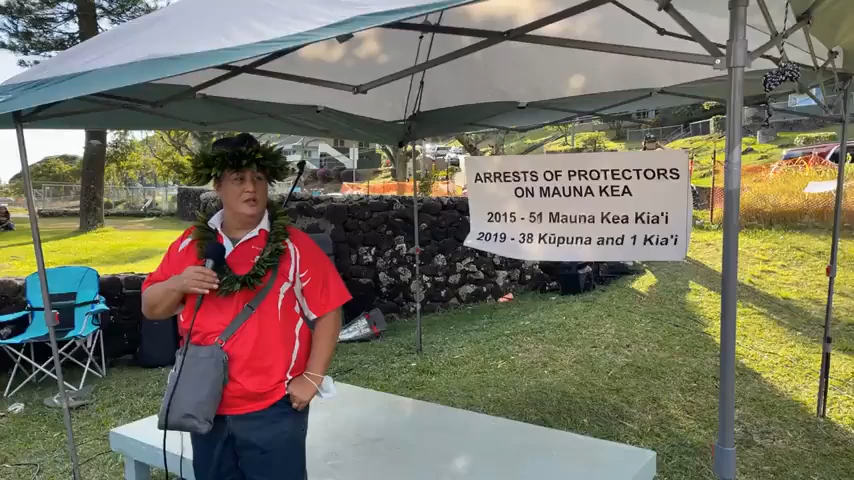 ARRESTS OF PROTECTORS
ON MAUNA KEA
2015 - 51 Mauna Kea Kia'i
2019 - 38 Kūpuna and 1 Kia'i